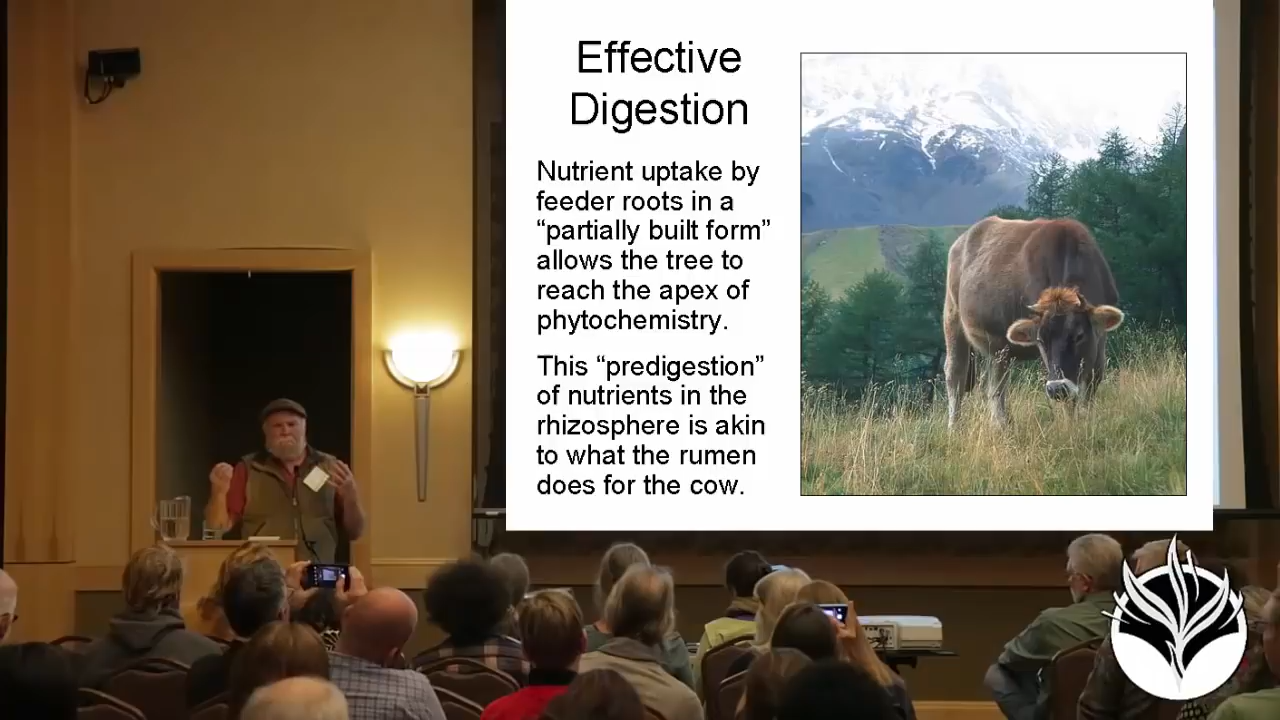 Effective
Digestion
Nutrient uptake by
feeder roots in a
“partially built form”
allows the tree to
reach the apex of
phytochemistry.
This “predigestion”
of nutrients in the
rhizosphere is akin
to what the rumen
does for the cow.